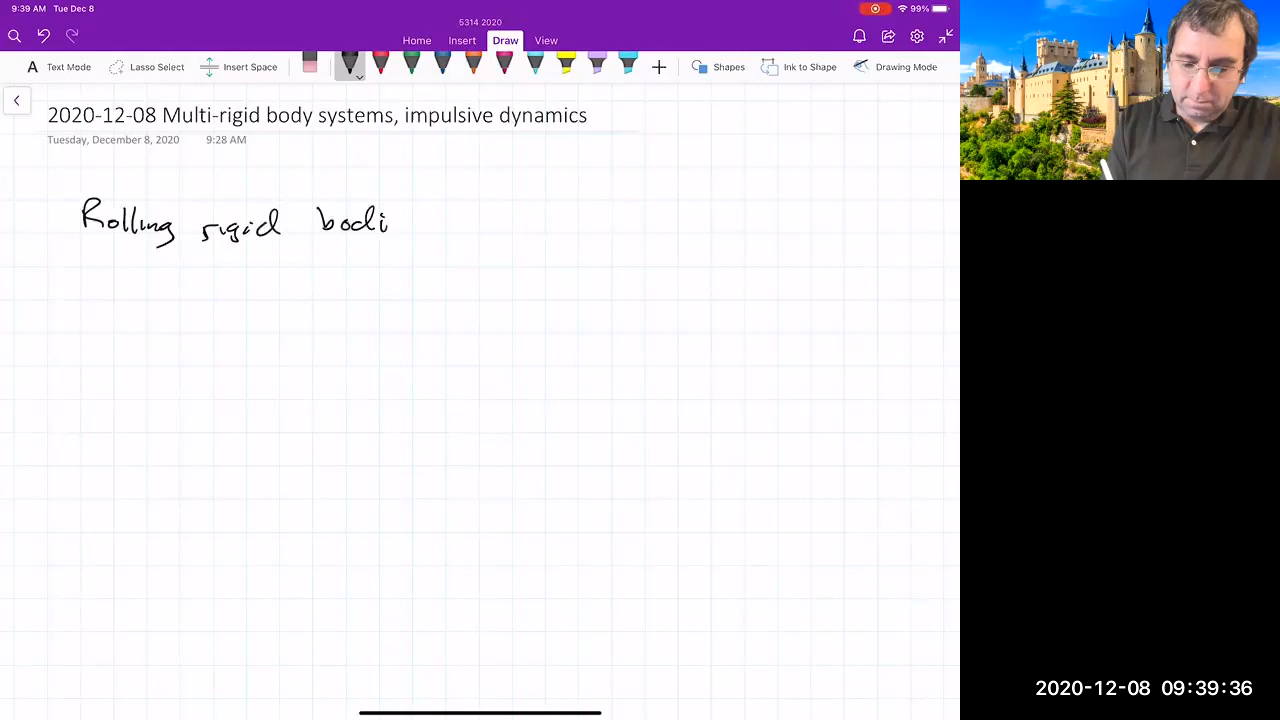 9:39 AM Tue Dec 8
99%
5314 2020
Home Insert Draw View
Text Mode Lasso Select Insert Space Shapes Ink to Shape Drawing Mode
2020-12-08 Multi-rigid body systems, impulsive dynamics
Tuesday, December 8, 2020 9:28 AM
Rolling rigid bodi
2020-12-08 09:39:36